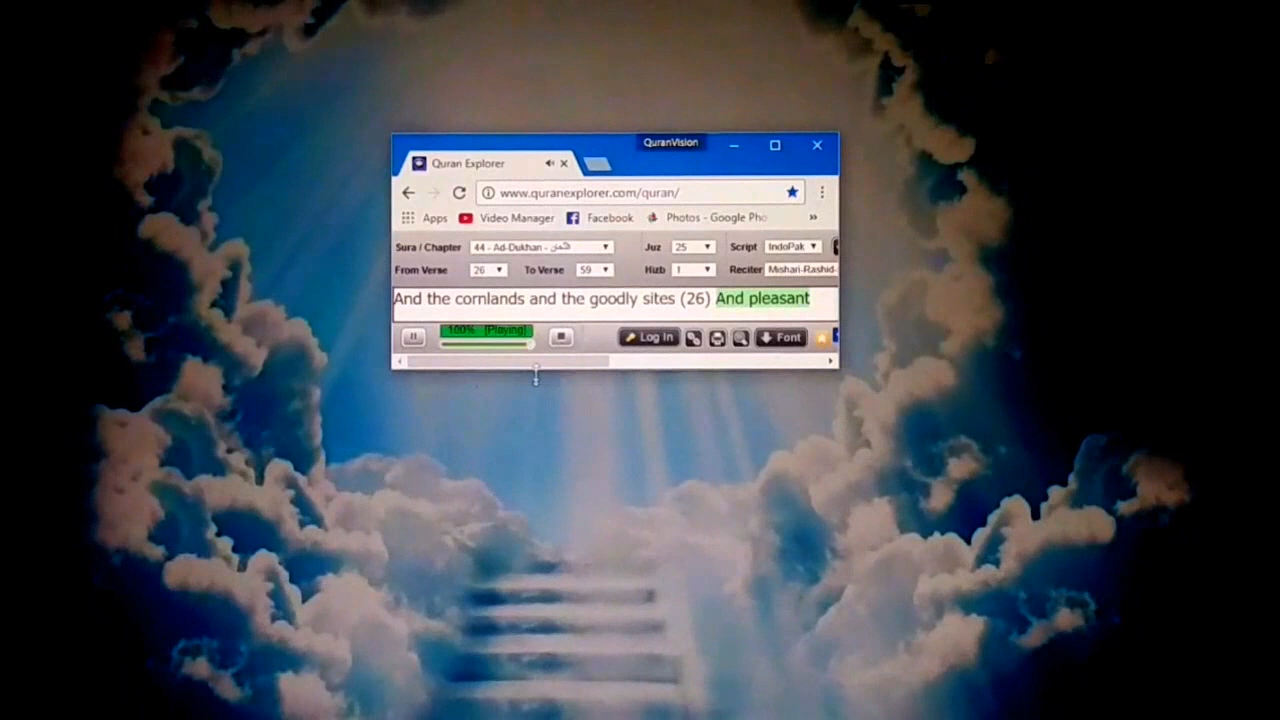 QuranVision
Quran Explorer
www.quranexplorer.com/quran/
Apps Video Manager Facebook Photos - Google Pho
Sura / Chapter 44 - Ad-Dukhan - Juz 25 Script IndoPak
From Verse 26 To Verse 59 Hizb 1 Reciter Mishari-Rashid-
And the cornlands and the goodly sites (26) And pleasant
100% [Playing] Log In Font